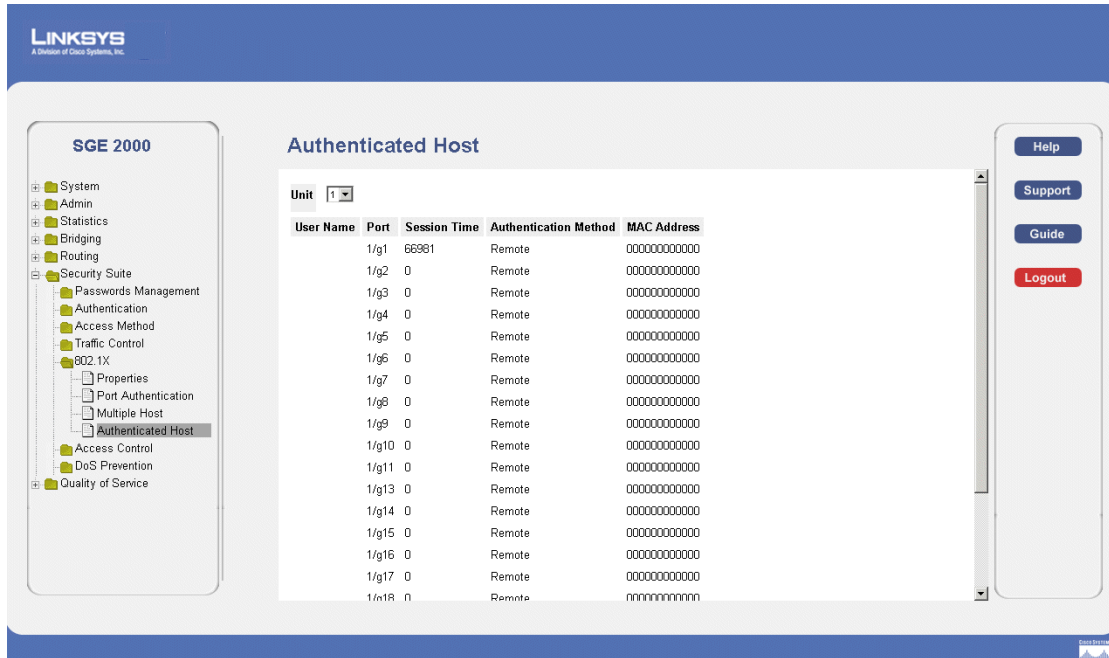 LINKSYS
A Division of Cisco Systems, Inc.
SGE 2000
System
Admin
Statistics
Bridging
Routing
Security Suite
Passwords Management
Authentication
Access Method
Traffic Control
802.1X
Properties
Port Authentication
Multiple Host
Authenticated Host
Access Control
DoS Prevention
Quality of Service
Authenticated Host
Unit 1
User Name Port Session Time Authentication Method MAC Address
1/g1 66981 Remote 000000000000
1/g2 0 Remote 000000000000
1/g3 0 Remote 000000000000
1/g4 0 Remote 000000000000
1/g5 0 Remote 000000000000
1/g6 0 Remote 000000000000
1/g7 0 Remote 000000000000
1/g8 0 Remote 000000000000
1/g9 0 Remote 000000000000
1/g10 0 Remote 000000000000
1/g11 0 Remote 000000000000
1/g13 0 Remote 000000000000
1/g14 0 Remote 000000000000
1/g15 0 Remote 000000000000
1/g16 0 Remote 000000000000
1/g17 0 Remote 000000000000
1/g18 0 Remote 000000000000
Help
Support
Guide
Logout